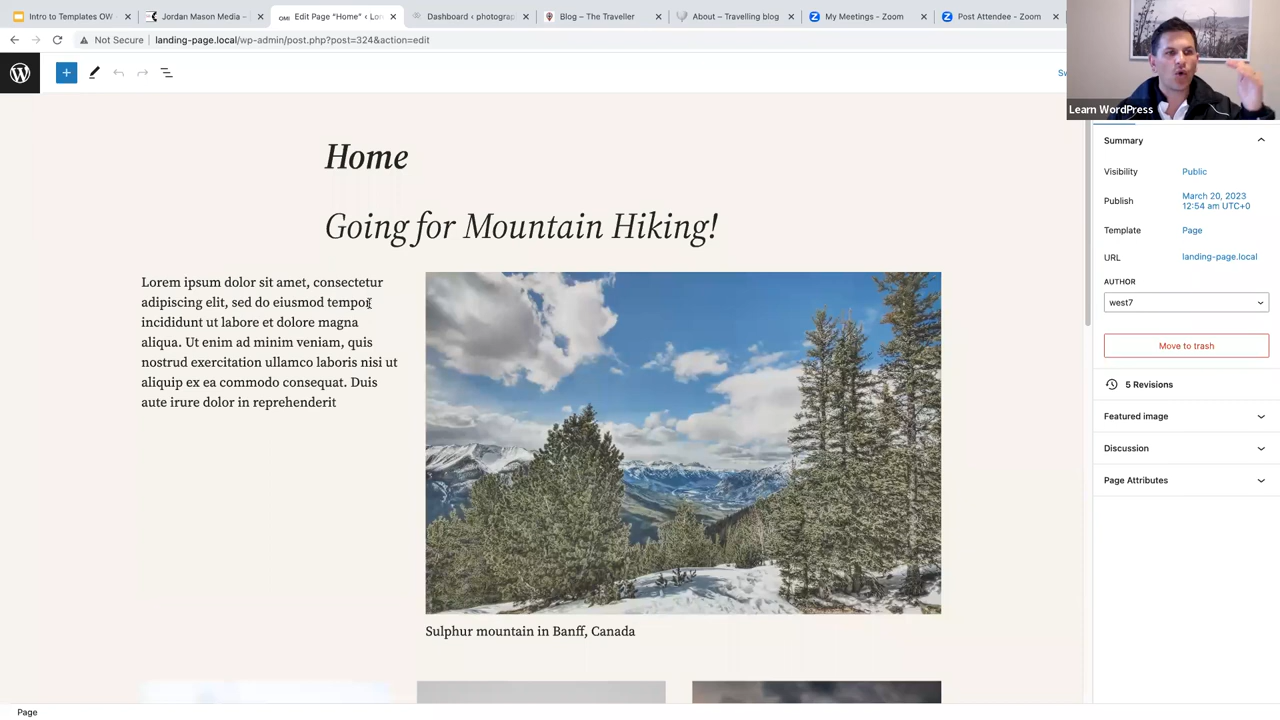 Intro to Templates OW
Jordan Mason Media –
Edit Page “Home” ‹ Lon
Dashboard ‹ photograp
Blog – The Traveller
About – Travelling blog
My Meetings - Zoom
Post Attendee - Zoom
Not Secure
landing-page.local/wp-admin/post.php?post=324&action=edit
Learn WordPress
Home
Going for Mountain Hiking!
Lorem ipsum dolor sit amet, consectetur
adipiscing elit, sed do eiusmod tempor
incididunt ut labore et dolore magna
aliqua. Ut enim ad minim veniam, quis
nostrud exercitation ullamco laboris nisi ut
aliquip ex ea commodo consequat. Duis
aute irure dolor in reprehenderit
Sulphur mountain in Banff, Canada
Summary
Visibility Public
Publish March 20, 2023
12:54 am UTC+0
Template Page
URL landing-page.local
AUTHOR
west7
Move to trash
5 Revisions
Featured image
Discussion
Page Attributes
Page